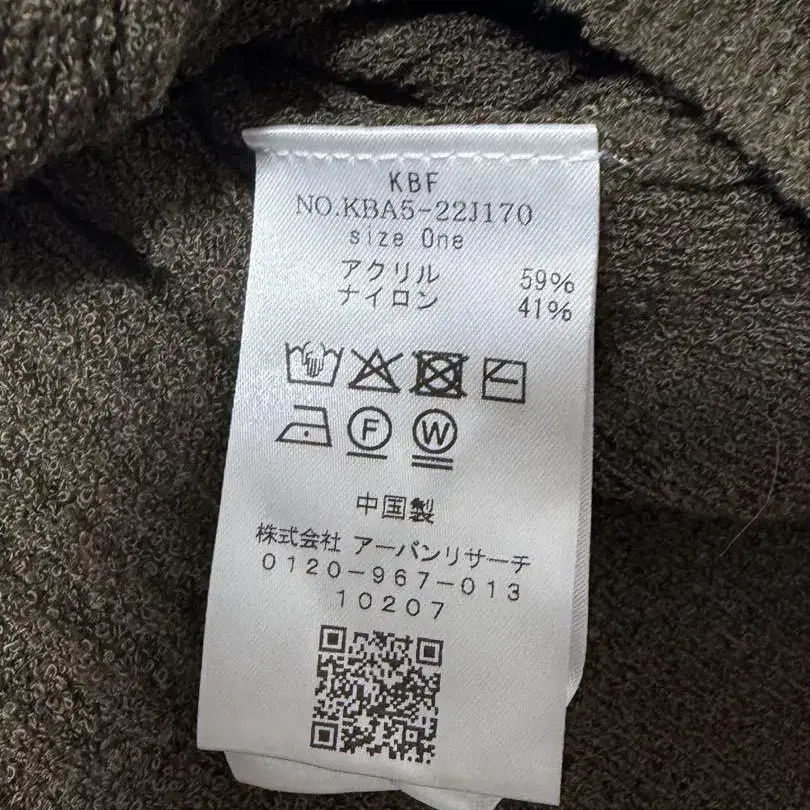 KBF
NO.KBA5-22J170
size One
アクリル 59%
ナイロン 41%
F W
中国製
株式会社 アーバンリサーチ
0120-967-013
10207